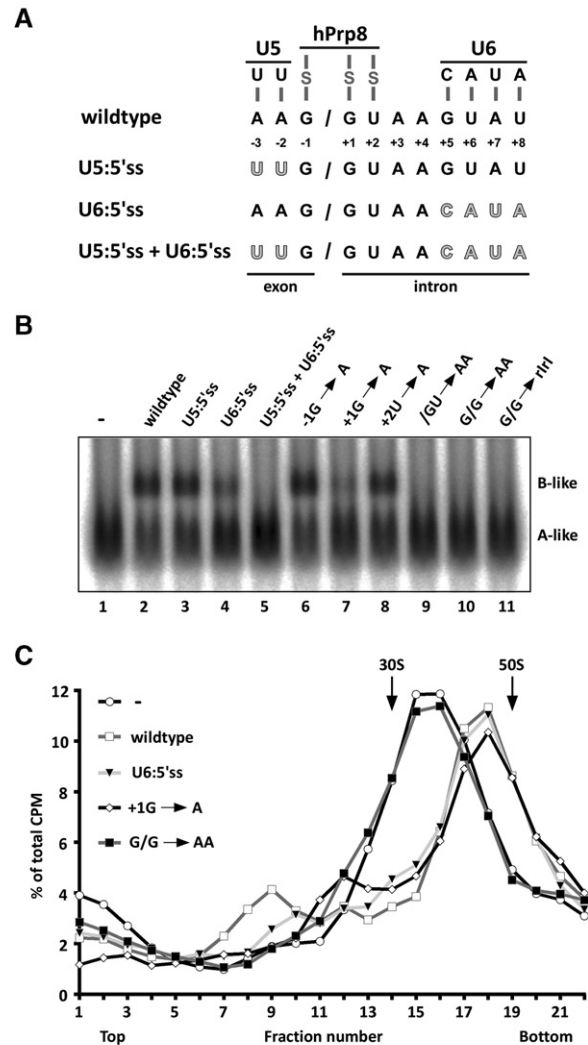 A
U5 hPrp8 U6
U U S S S C A U A
wildtype A A G / G U A A G U A U
-3 -2 -1 +1 +2 +3 +4 +5 +6 +7 +8
U5:5'ss U U G / G U A A G U A U
U6:5'ss A A G / G U A A C A U A
U5:5'ss + U6:5'ss U U G / G U A A C A U A
exon intron
B
- wildtype U5:5'ss U6:5'ss U5:5'ss + U6:5'ss -1G → A +1G → A +2U → A /GU → AA G/G → AA G/G → rIrI
B-like
A-like
1 2 3 4 5 6 7 8 9 10 11
C
30S 50S
% of total CPM
12
10
8
6
4
2
0
-
wildtype
U6:5'ss
+1G → A
G/G → AA
1 3 5 7 9 11 13 15 17 19 21
Top Fraction number Bottom